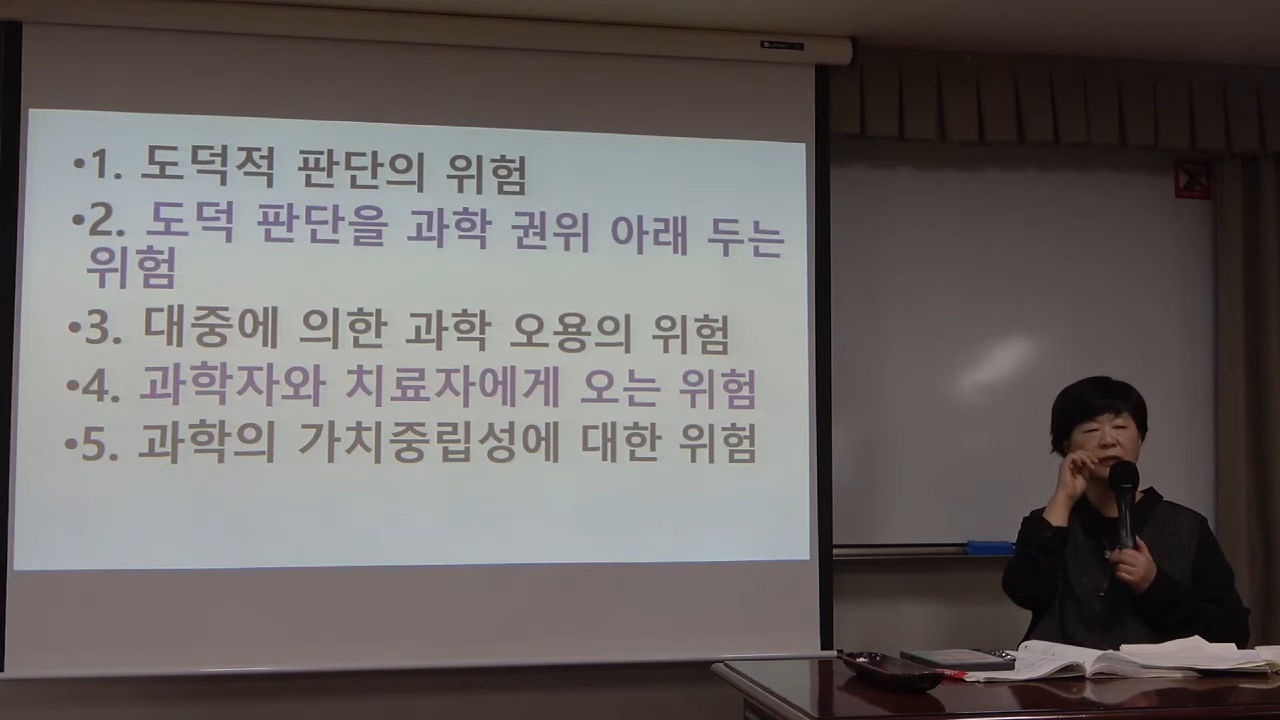 •1. 도덕적 판단의 위험
•2. 도덕 판단을 과학 권위 아래 두는
위험
•3. 대중에 의한 과학 오용의 위험
•4. 과학자와 치료자에게 오는 위험
•5. 과학의 가치중립성에 대한 위험